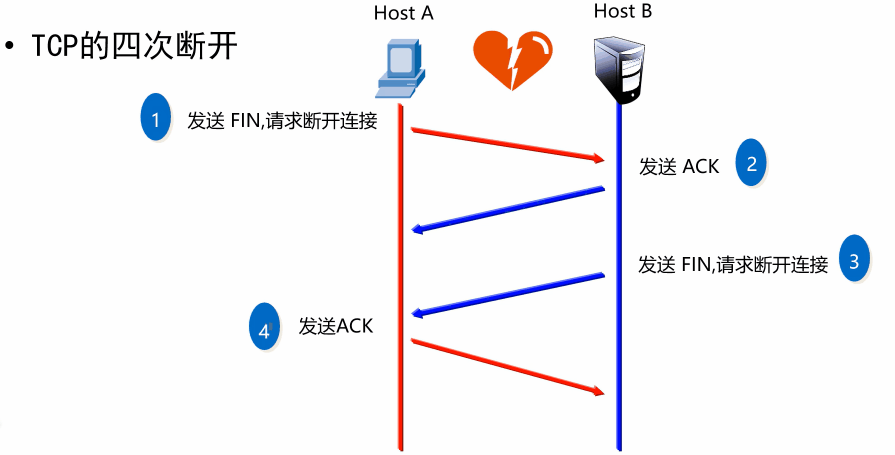 Host A
Host B
• TCP的四次断开
1 发送 FIN,请求断开连接
发送 ACK 2
发送 FIN,请求断开连接 3
4 发送ACK